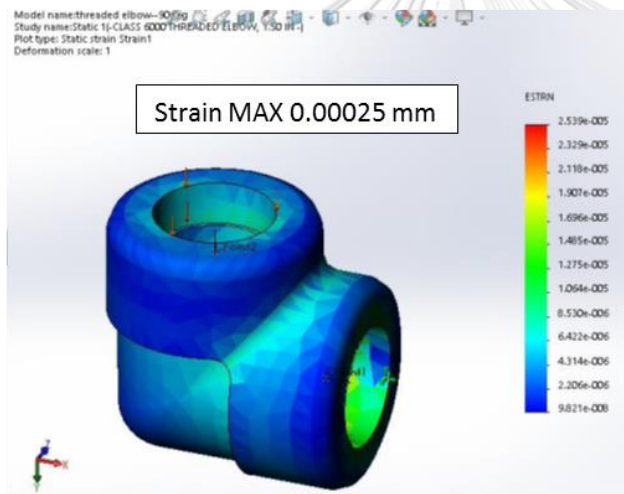 Model name:threaded elbow--90
Study name:Static 1(-CLASS 6000 THREADED ELBOW, 1.50 IN-)
Plot type: Static strain Strain1
Deformation scale: 1
Strain MAX 0.00025 mm
ESTRN
2.539e-005
2.329e-005
2.118e-005
1.907e-005
1.696e-005
1.485e-005
1.275e-005
1.064e-005
8.530e-006
6.422e-006
4.314e-006
2.206e-006
9.821e-008
X
Y
Z